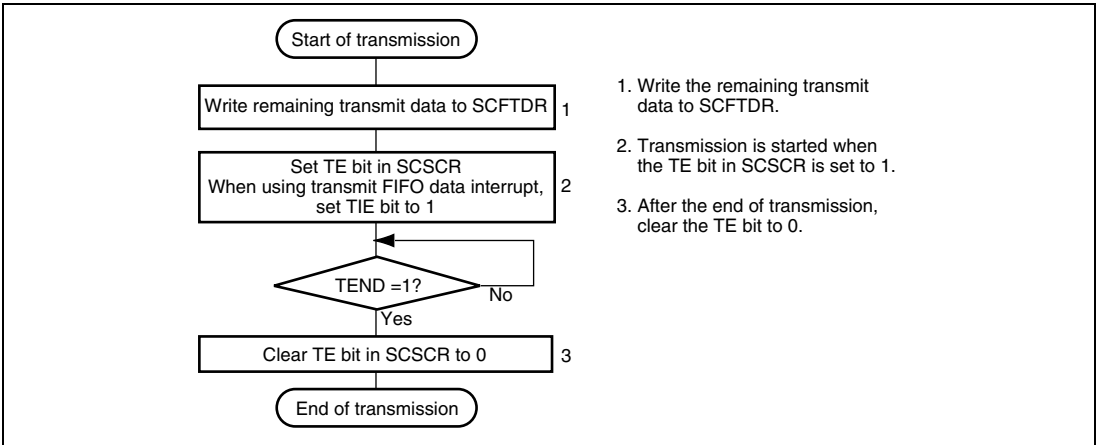 Start of transmission
Write remaining transmit data to SCFTDR
1
Set TE bit in SCSCR
When using transmit FIFO data interrupt,
set TIE bit to 1
2
TEND =1?
No
Yes
Clear TE bit in SCSCR to 0
3
End of transmission
1. Write the remaining transmit
data to SCFTDR.
2. Transmission is started when
the TE bit in SCSCR is set to 1.
3. After the end of transmission,
clear the TE bit to 0.